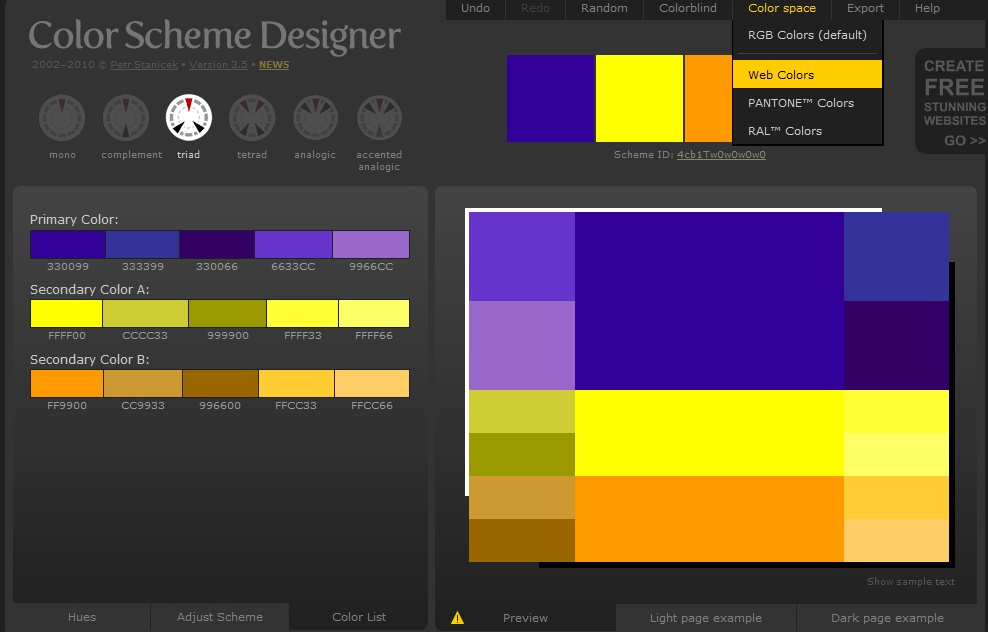 Undo Redo Random Colorblind Color space Export Help
Color Scheme Designer
2002–2010 © Petr Stanicek • Version 3.5 • NEWS
RGB Colors (default)
Web Colors
PANTONE™ Colors
RAL™ Colors
CREATE
FREE
STUNNING
WEBSITES
GO >>
mono complement triad tetrad analogic accented
analogic
Scheme ID: 4cb1Tw0w0w0w0
Primary Color:
330099 333399 330066 6633CC 9966CC
Secondary Color A:
FFFF00 CCCC33 999900 FFFF33 FFFF66
Secondary Color B:
FF9900 CC9933 996600 FFCC33 FFCC66
Show sample text
Hues Adjust Scheme Color List
Preview Light page example Dark page example